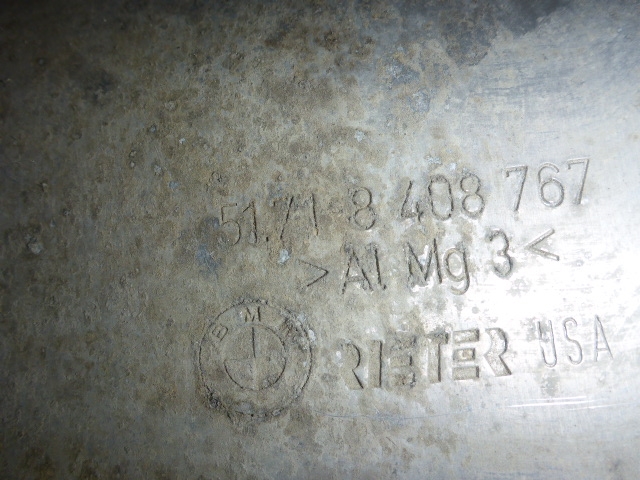 51.71 8 408 767
>Al Mg 3<
BMW
RIETER USA